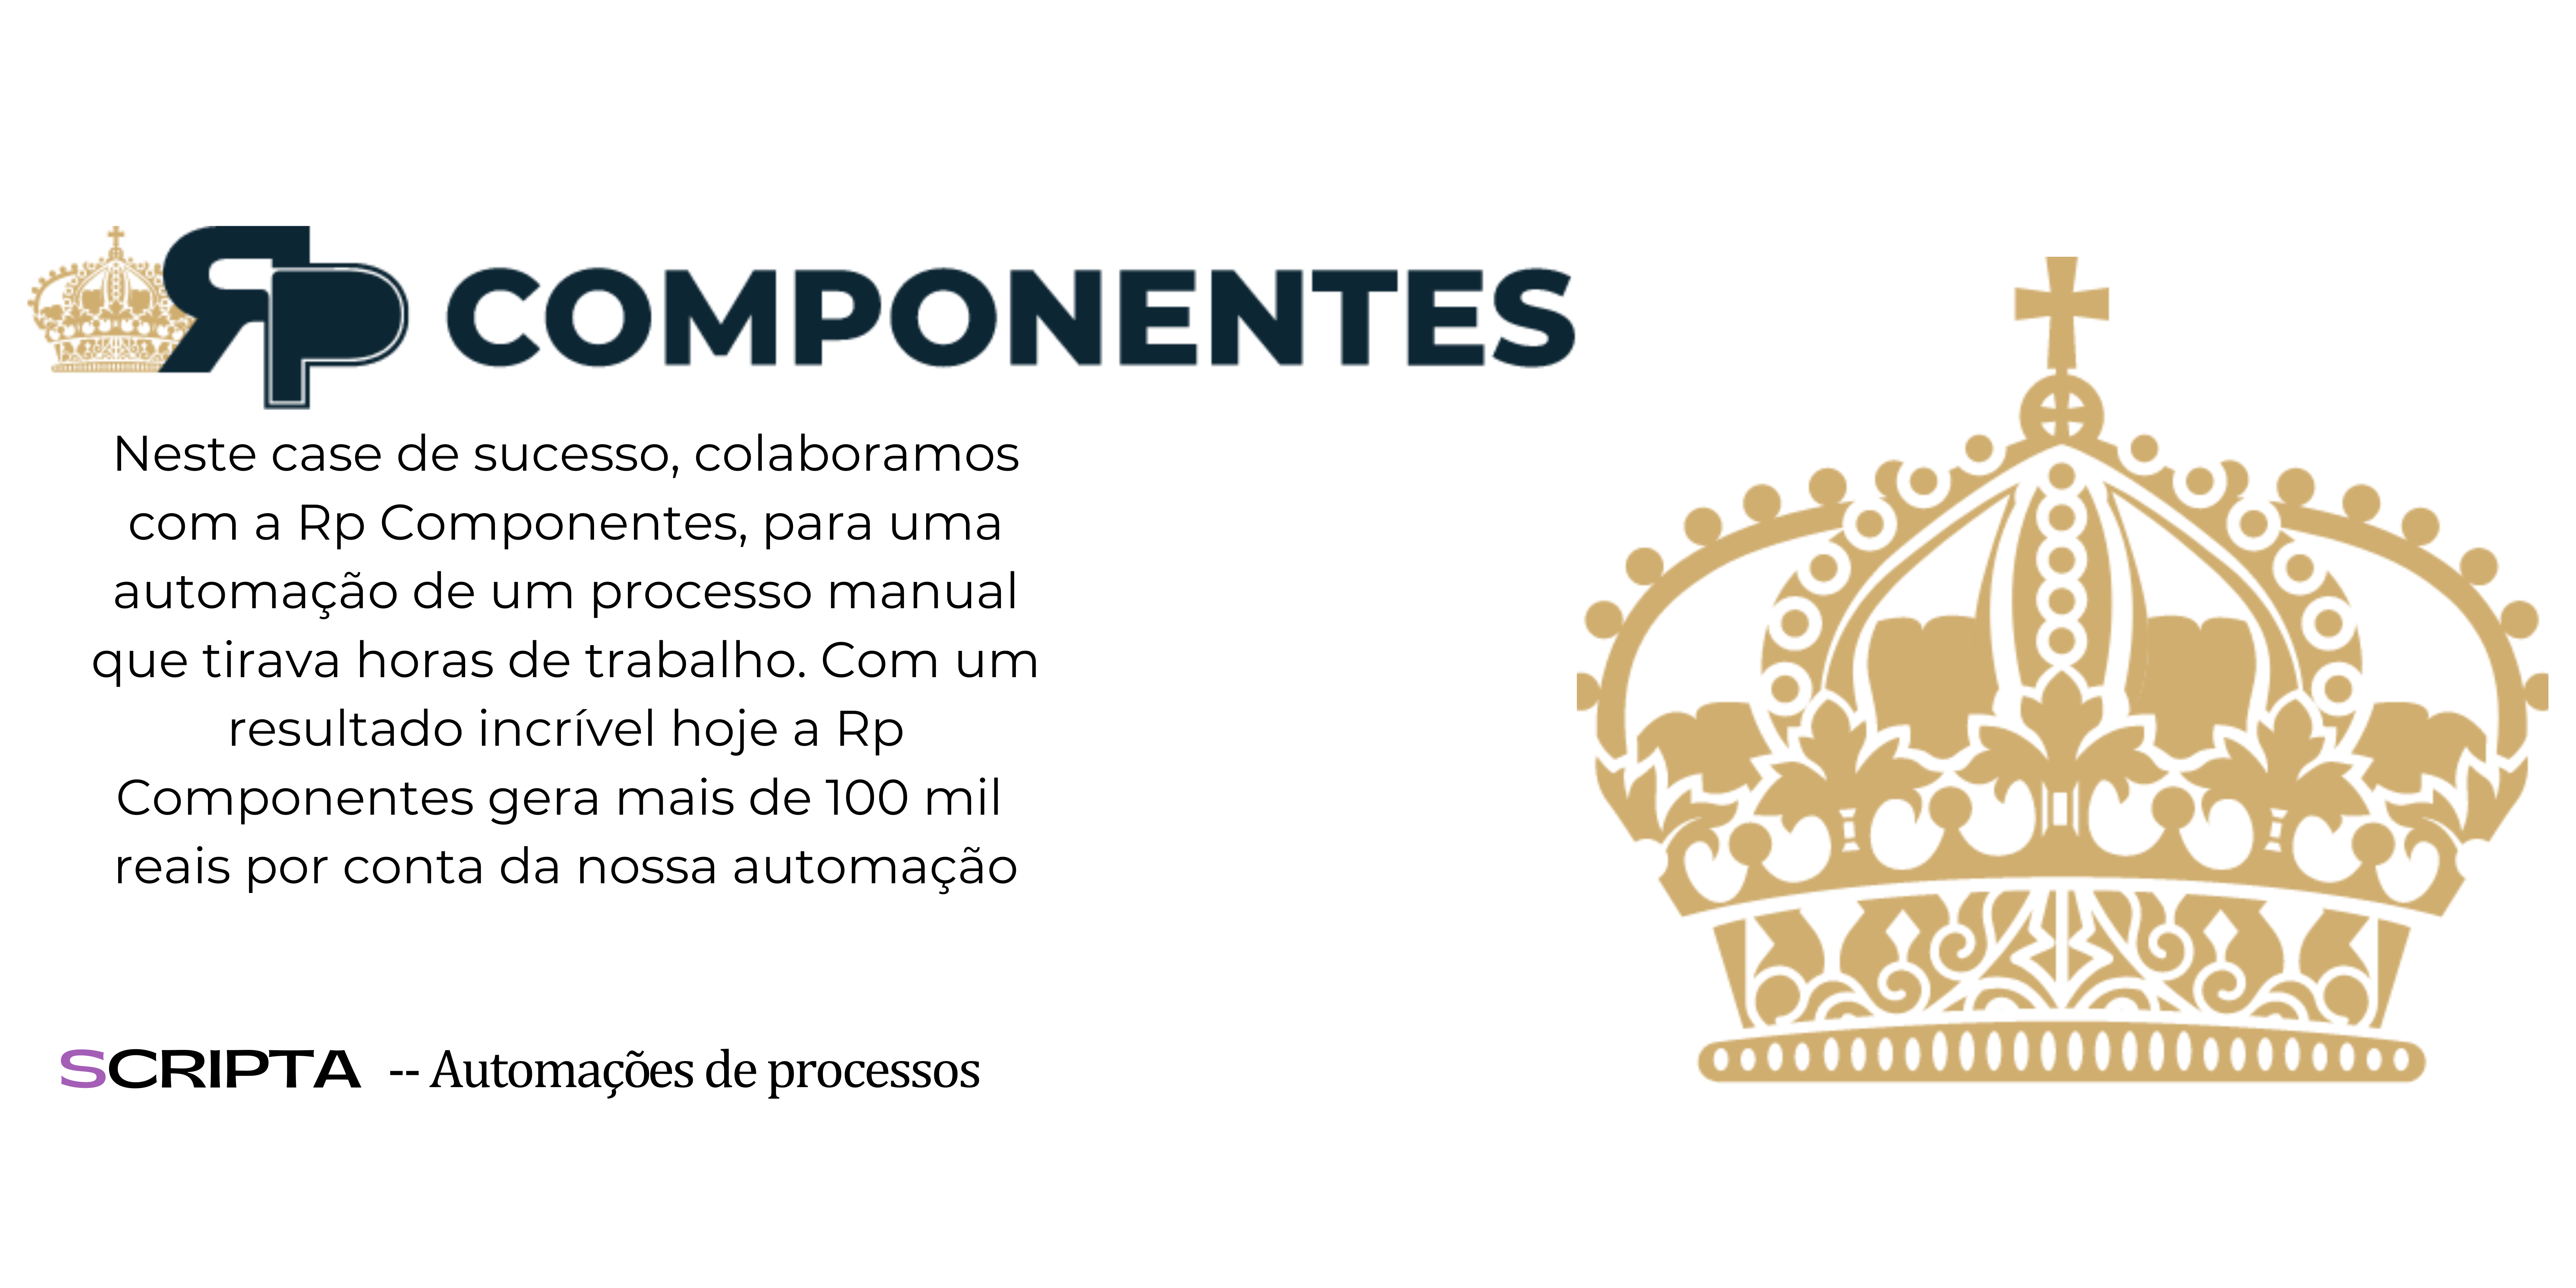 RP COMPONENTES
Neste case de sucesso, colaboramos
com a Rp Componentes, para uma
automação de um processo manual
que tirava horas de trabalho. Com um
resultado incrível hoje a Rp
Componentes gera mais de 100 mil
reais por conta da nossa automação
SCRIPTA -- Automações de processos